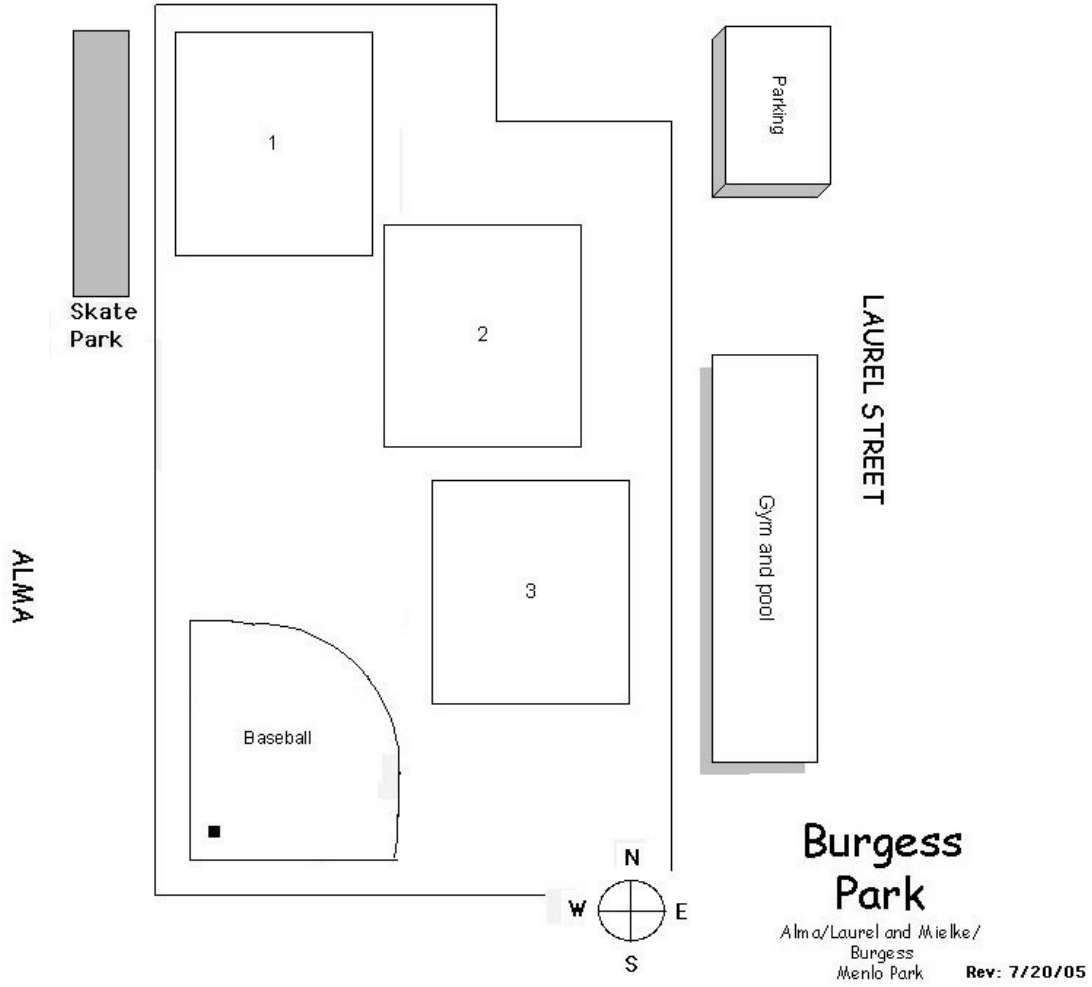 1
Parking
Skate
Park
2
LAUREL STREET
Gym and pool
ALMA
3
Baseball
N
W
E
S
Burgess
Park
Alma/Laurel and Mielke/
Burgess
Menlo Park
Rev: 7/20/05